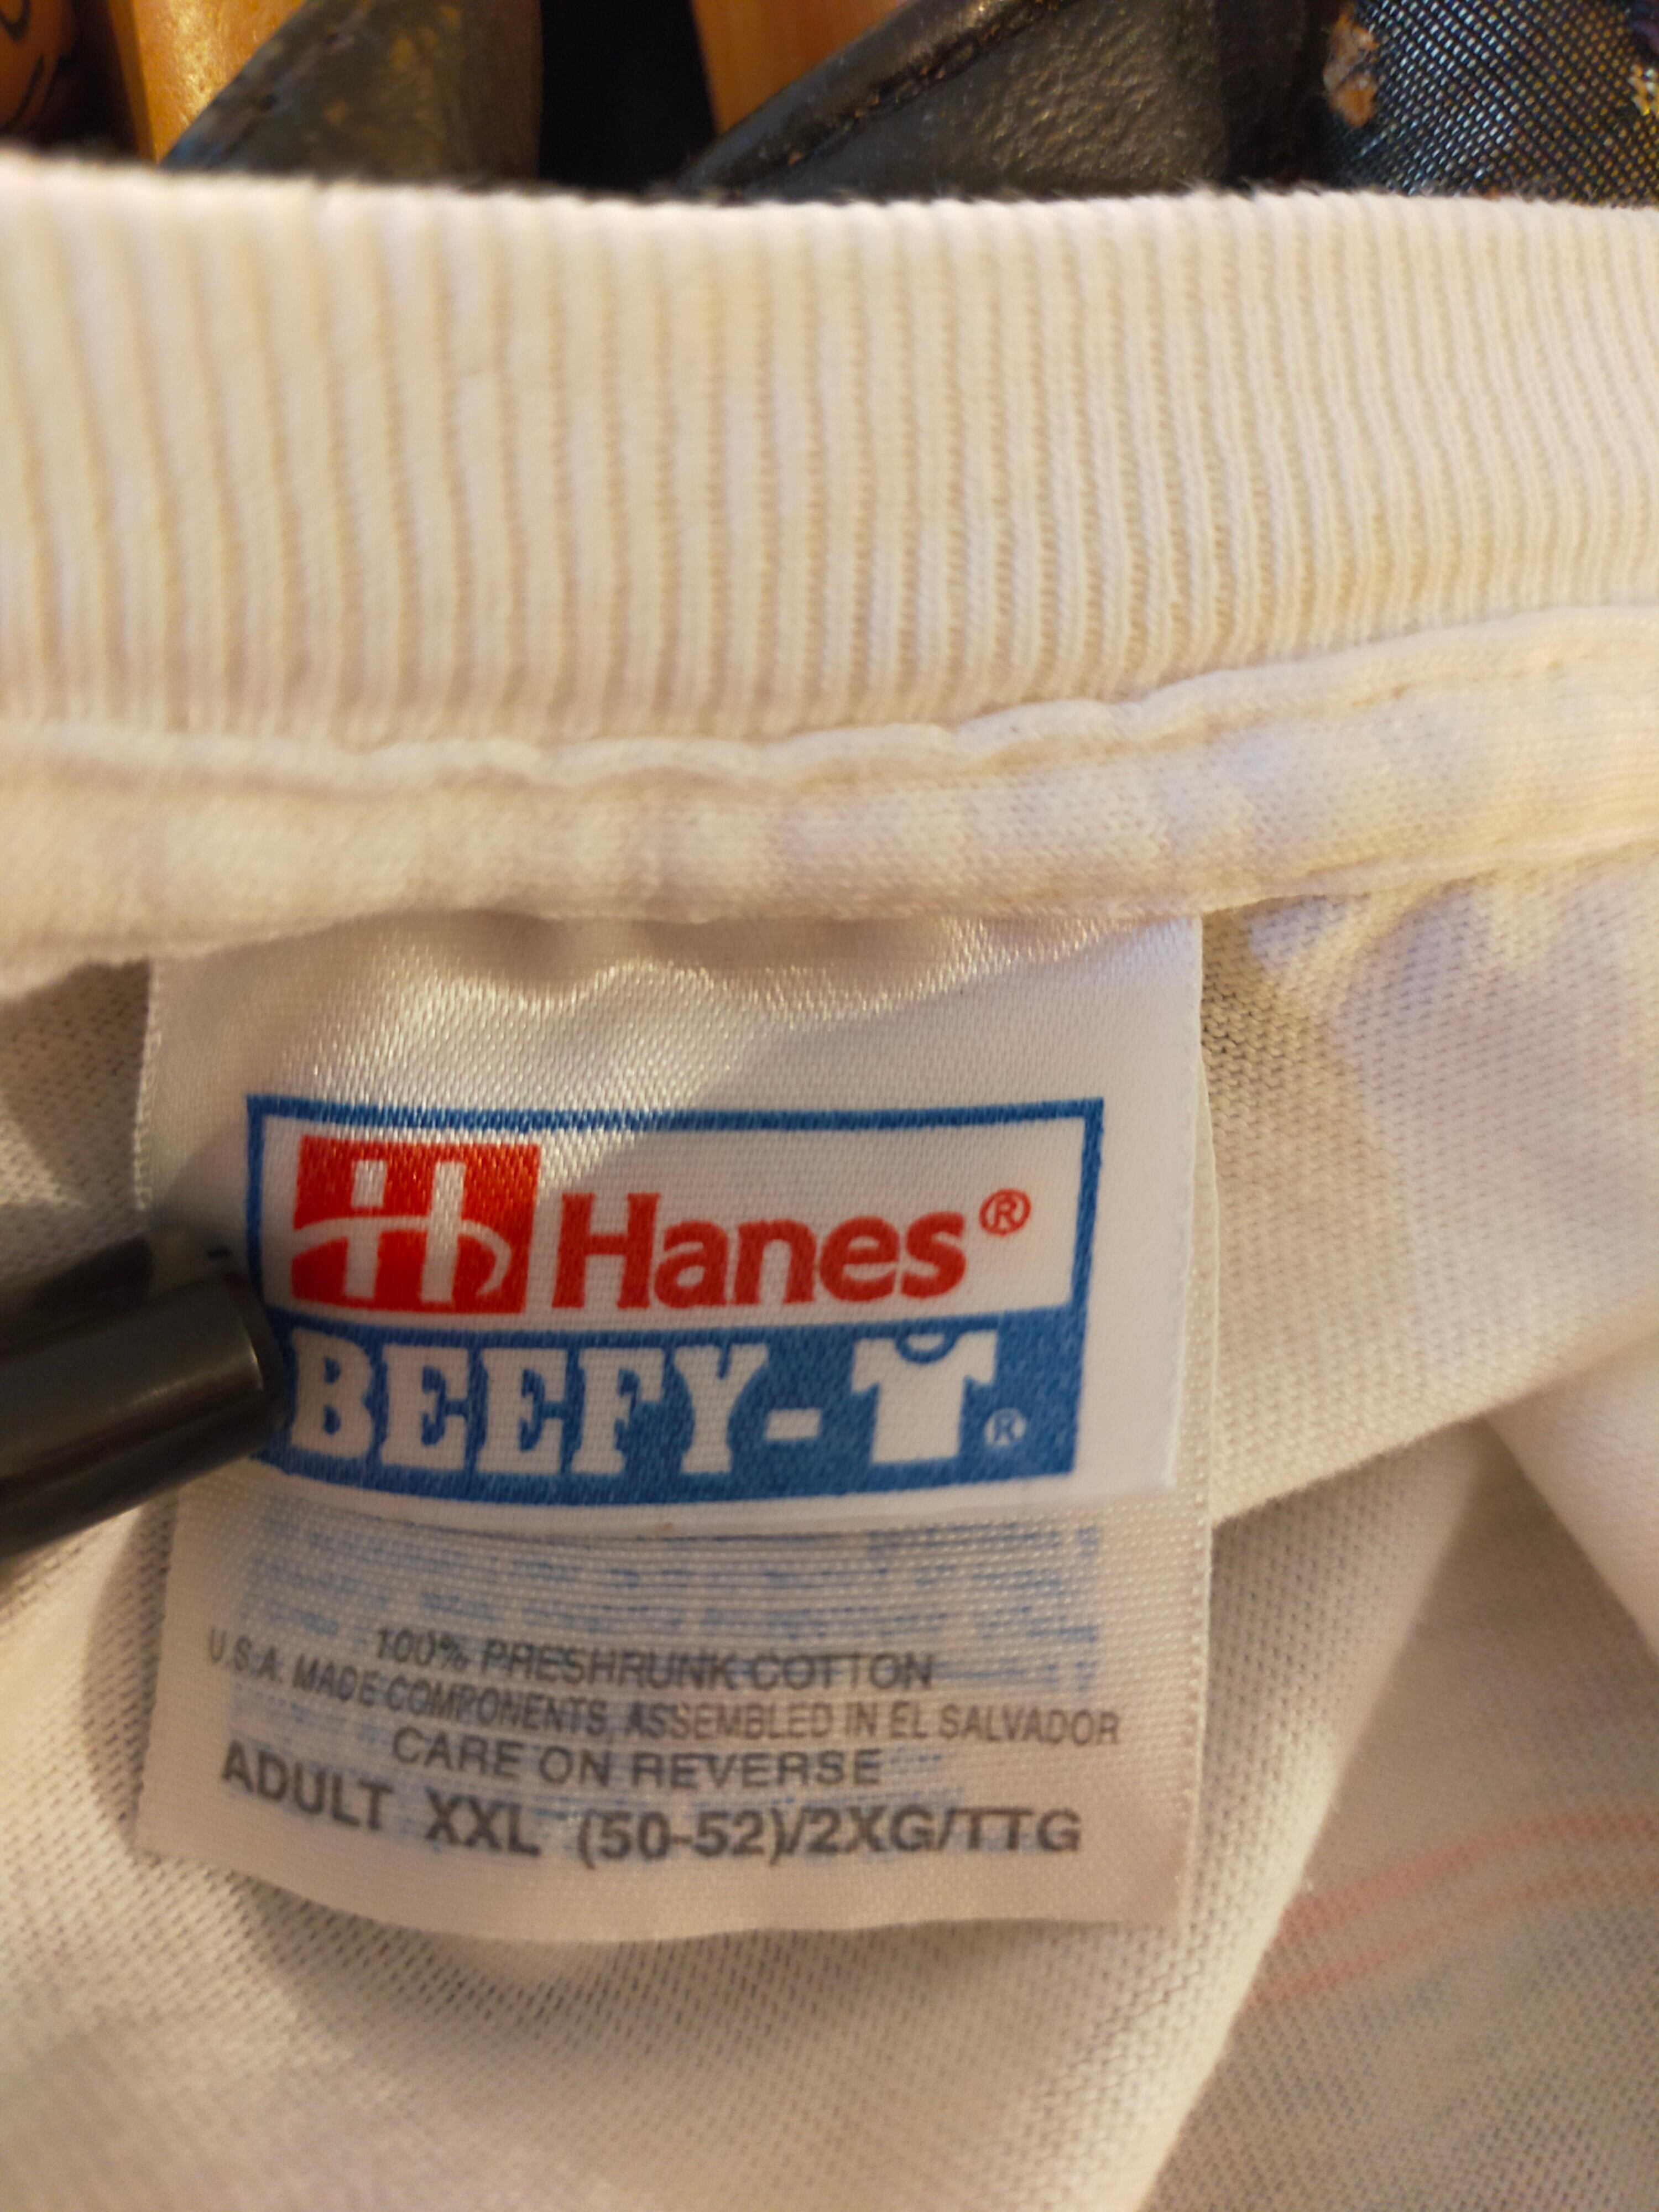 H Hanes®
BEEFY-T®
100% PRESHRUNK COTTON
U.S.A. MADE COMPONENTS, ASSEMBLED IN EL SALVADOR
CARE ON REVERSE
ADULT XXL (50-52)/2XG/TTG